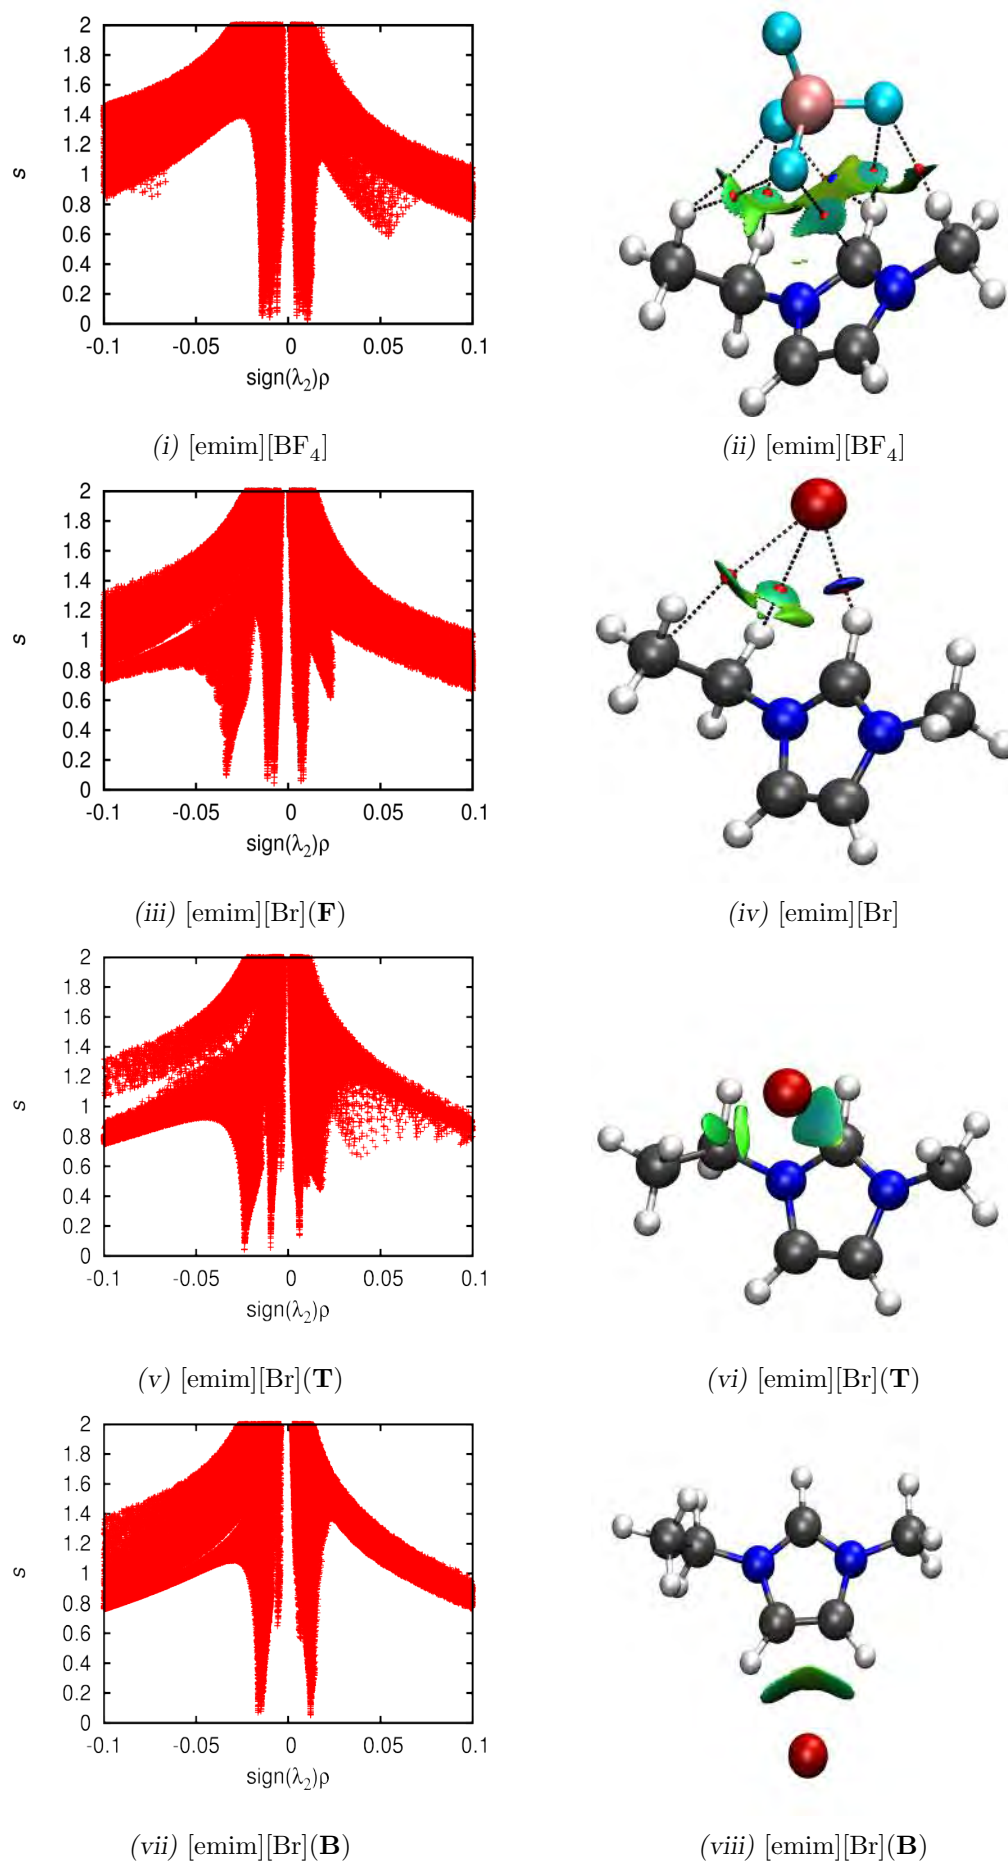 2
1.8
1.6
1.4
1.2
1
0.8
0.6
0.4
0.2
0
s
-0.1 -0.05 0 0.05 0.1
sign(λ₂)ρ
(i) [emim][BF₄]
(ii) [emim][BF₄]
2
1.8
1.6
1.4
1.2
1
0.8
0.6
0.4
0.2
0
s
-0.1 -0.05 0 0.05 0.1
sign(λ₂)ρ
(iii) [emim][Br](F)
(iv) [emim][Br]
2
1.8
1.6
1.4
1.2
1
0.8
0.6
0.4
0.2
0
s
-0.1 -0.05 0 0.05 0.1
sign(λ₂)ρ
(v) [emim][Br](T)
(vi) [emim][Br](T)
2
1.8
1.6
1.4
1.2
1
0.8
0.6
0.4
0.2
0
s
-0.1 -0.05 0 0.05 0.1
sign(λ₂)ρ
(vii) [emim][Br](B)
(viii) [emim][Br](B)